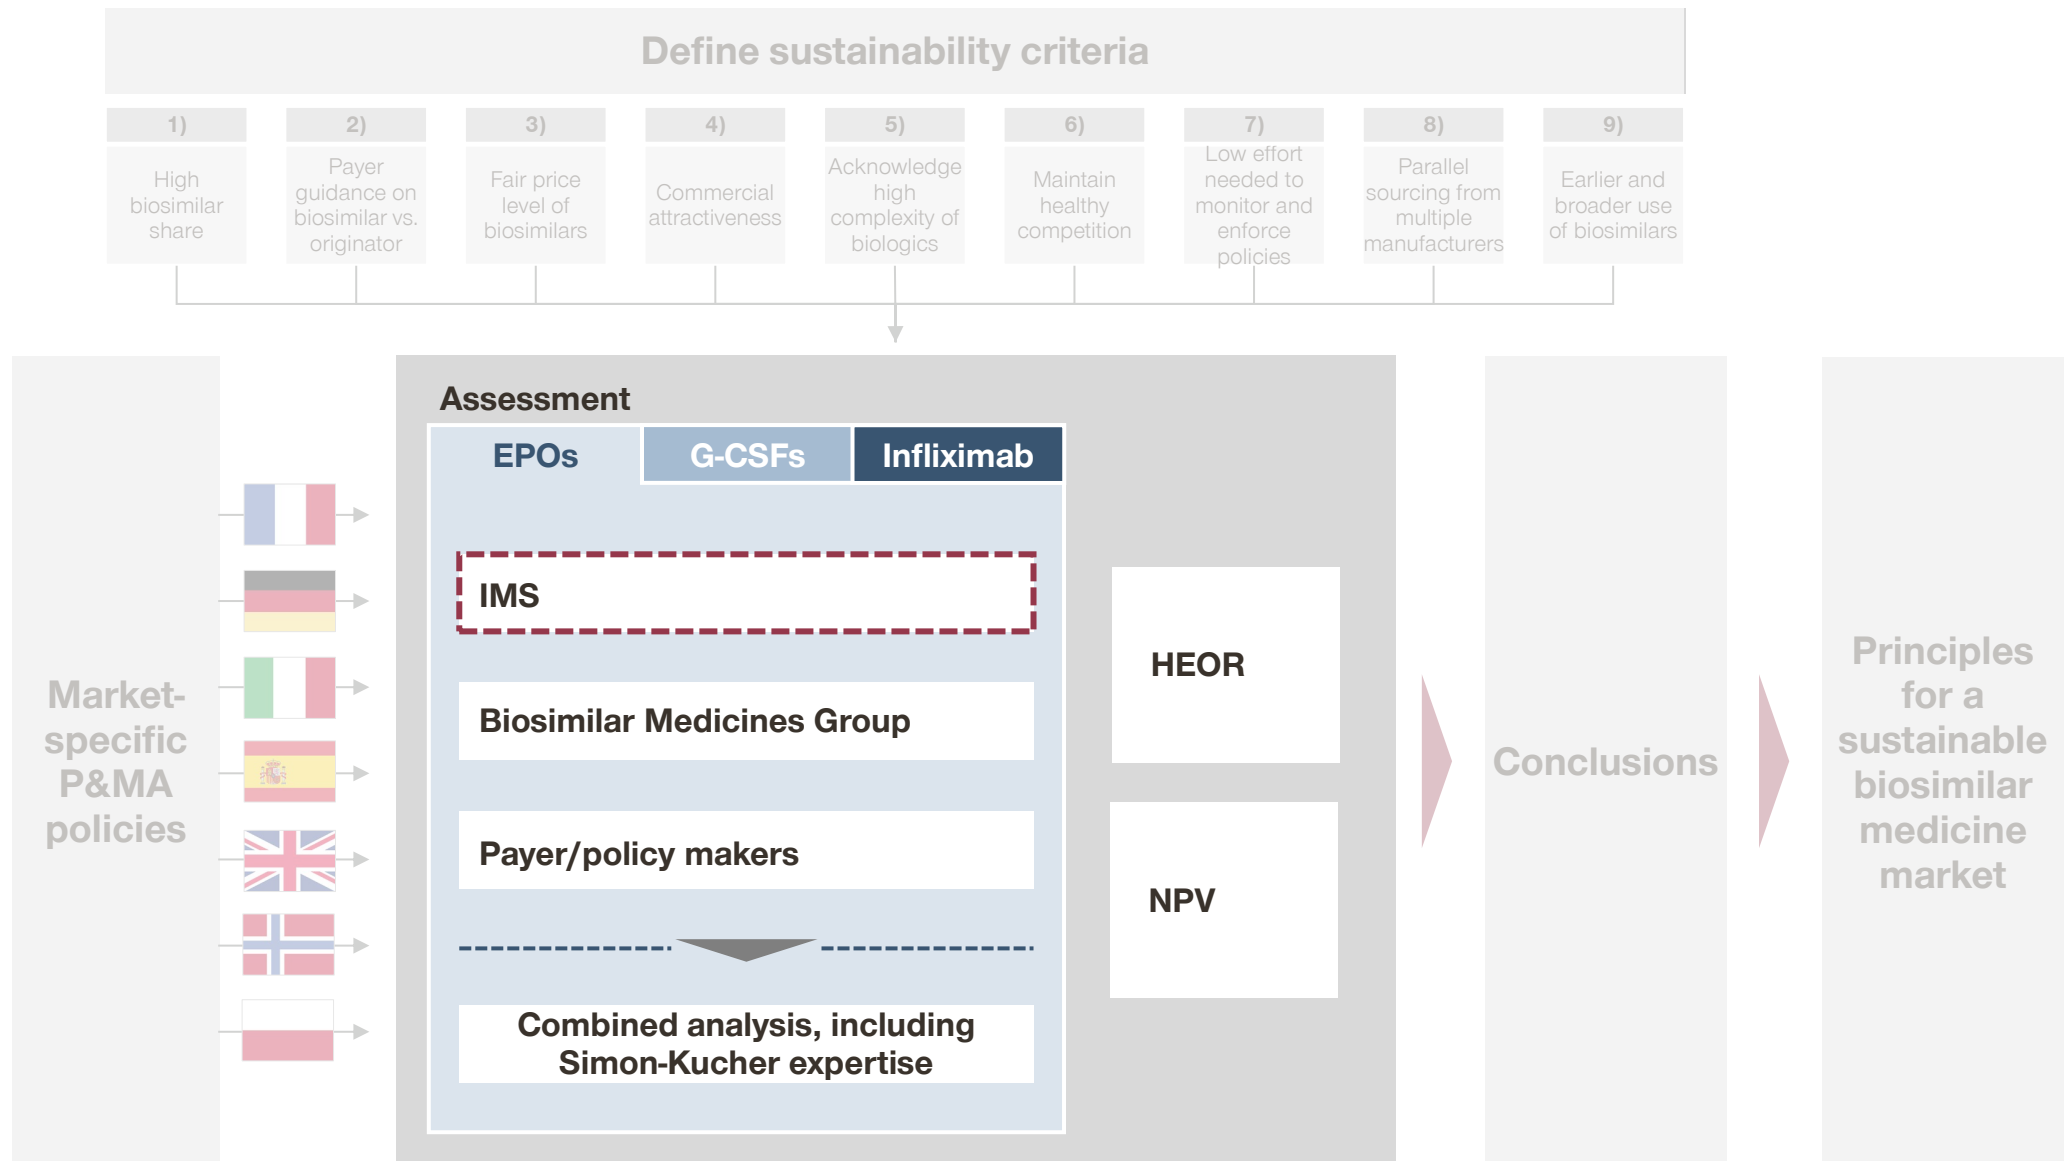 Define sustainability criteria
1)
High
biosimilar
share
2)
Payer
guidance on
biosimilar vs.
originator
3)
Fair price
level of
biosimilars
4)
Commercial
attractiveness
5)
Acknowledge
high
complexity of
biologics
6)
Maintain
healthy
competition
7)
Low effort
needed to
monitor and
enforce
policies
8)
Parallel
sourcing from
multiple
manufacturers
9)
Earlier and
broader use
of biosimilars
Market-
specific
P&MA
policies
Assessment
EPOs
G-CSFs
Infliximab
IMS
Biosimilar Medicines Group
Payer/policy makers
Combined analysis, including
Simon-Kucher expertise
HEOR
NPV
Conclusions
Principles
for a
sustainable
biosimilar
medicine
market